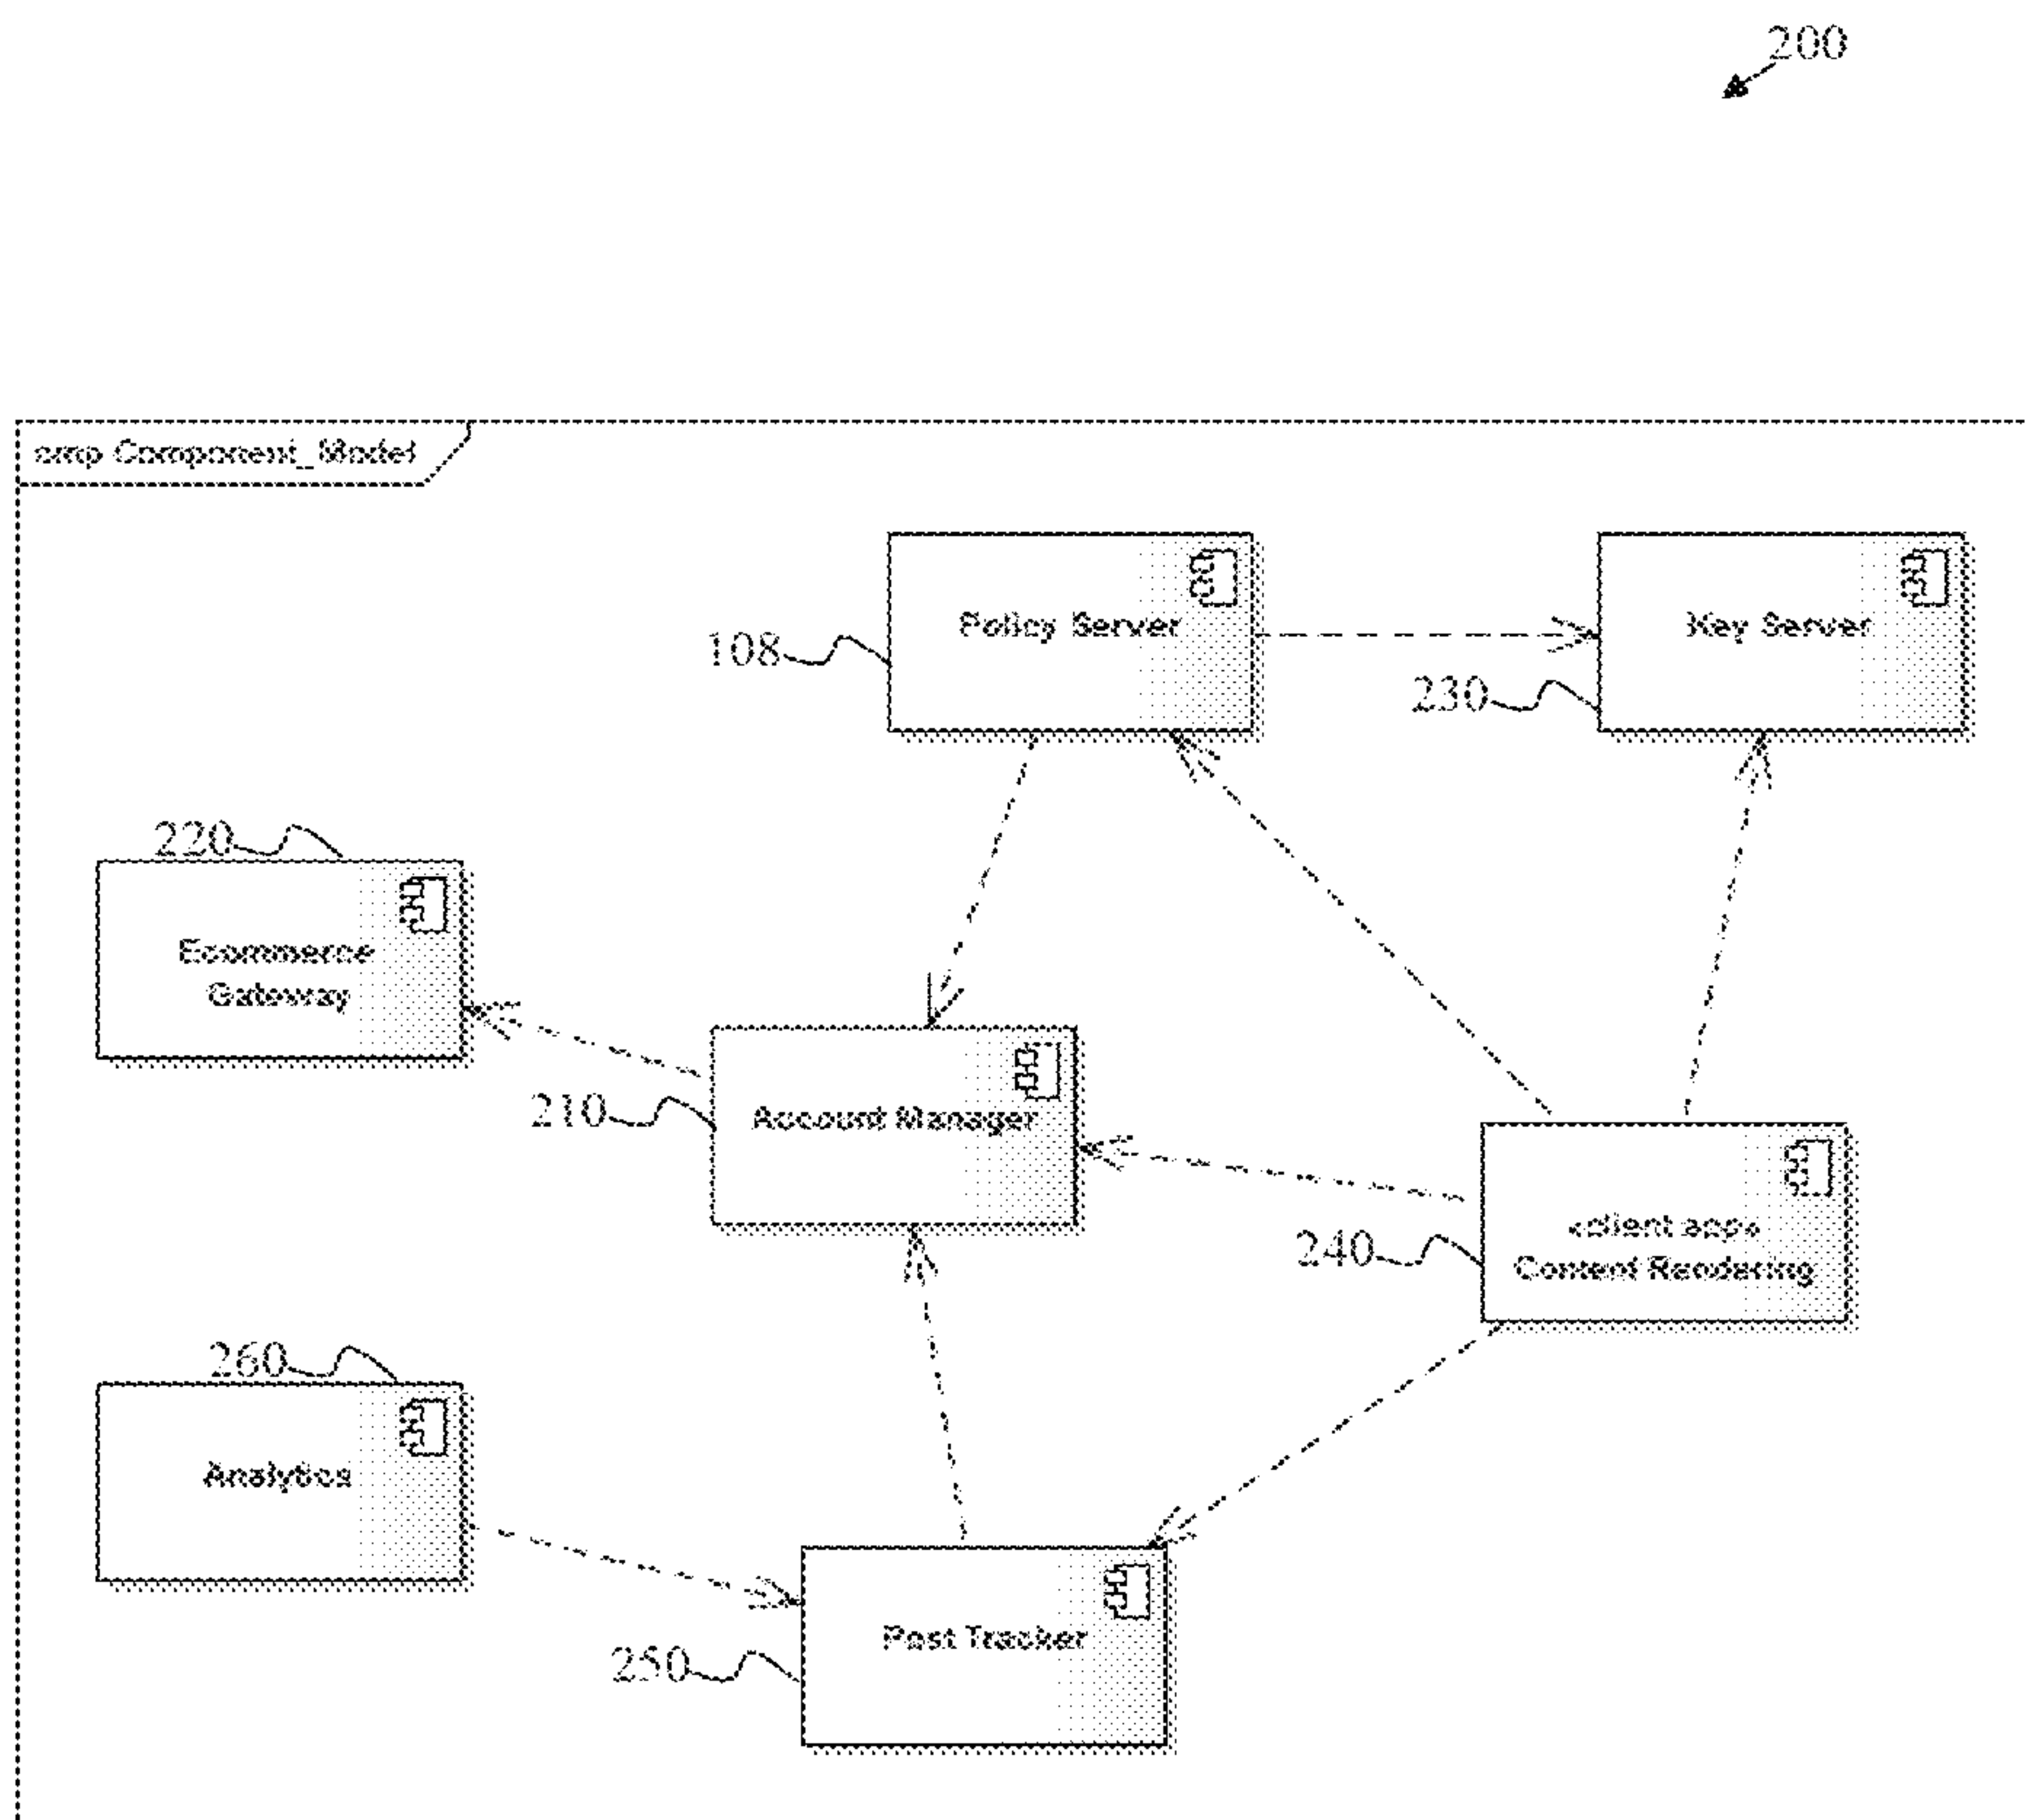 200
cmp Component_Model
Policy Server
Key Server
108
230
220
Ecommerce
Gateway
210
Account Manager
«client app»
Content Rendering
240
260
Analytics
Post Tracker
250